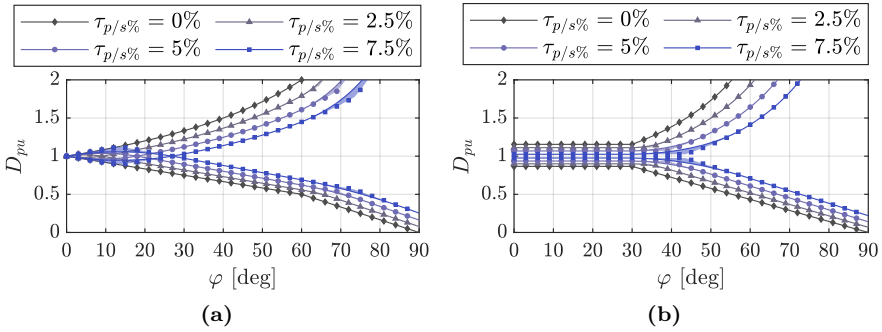 τp/s% = 0% τp/s% = 2.5%
τp/s% = 5% τp/s% = 7.5%
2
1.5
1
0.5
0
Dpu
0 10 20 30 40 50 60 70 80 90
φ [deg]
(a)
τp/s% = 0% τp/s% = 2.5%
τp/s% = 5% τp/s% = 7.5%
2
1.5
1
0.5
0
Dpu
0 10 20 30 40 50 60 70 80 90
φ [deg]
(b)